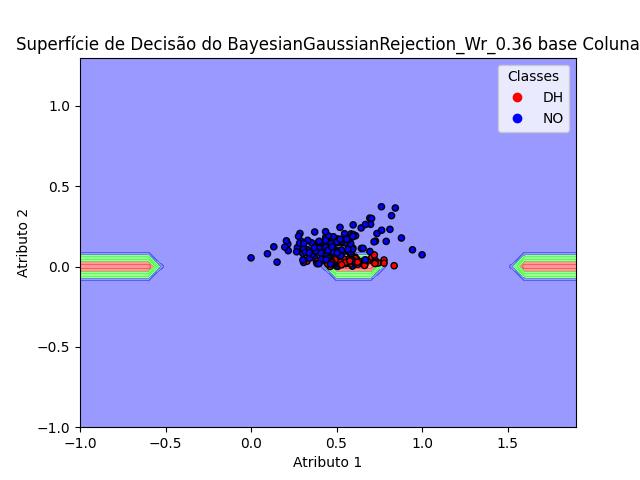 Superfície de Decisão do BayesianGaussianRejection_Wr_0.36 base Coluna
Classes
DH
NO
1.0
0.5
0.0
−0.5
−1.0
Atributo 2
−1.0
−0.5
0.0
0.5
1.0
1.5
Atributo 1